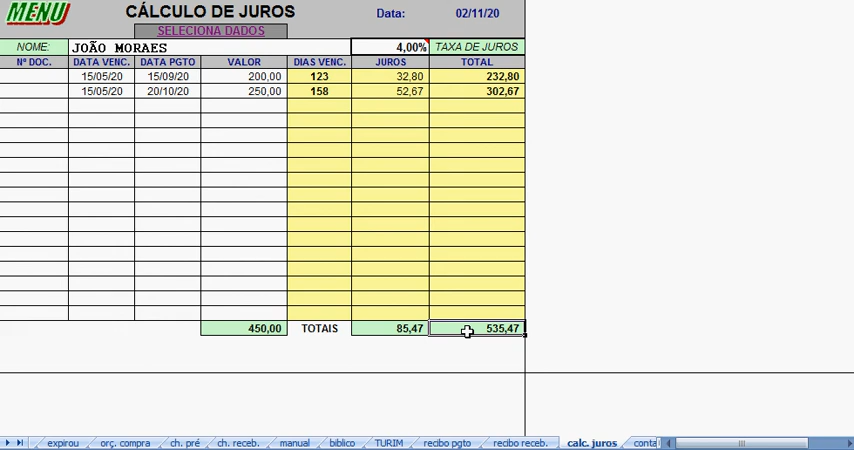 MENU
CÁLCULO DE JUROS Data: 02/11/20
SELECIONA DADOS
NOME: JOÃO MORAES 4,00% TAXA DE JUROS
Nº DOC. DATA VENC. DATA PGTO VALOR DIAS VENC. JUROS TOTAL
15/05/20 15/09/20 200,00 123 32,80 232,80
15/05/20 20/10/20 250,00 158 52,67 302,67
450,00 TOTAIS 85,47 535,47
expirou orç. compra ch. pré ch. receb. manual biblico TURIM recibo pgto recibo receb. calc. juros conta